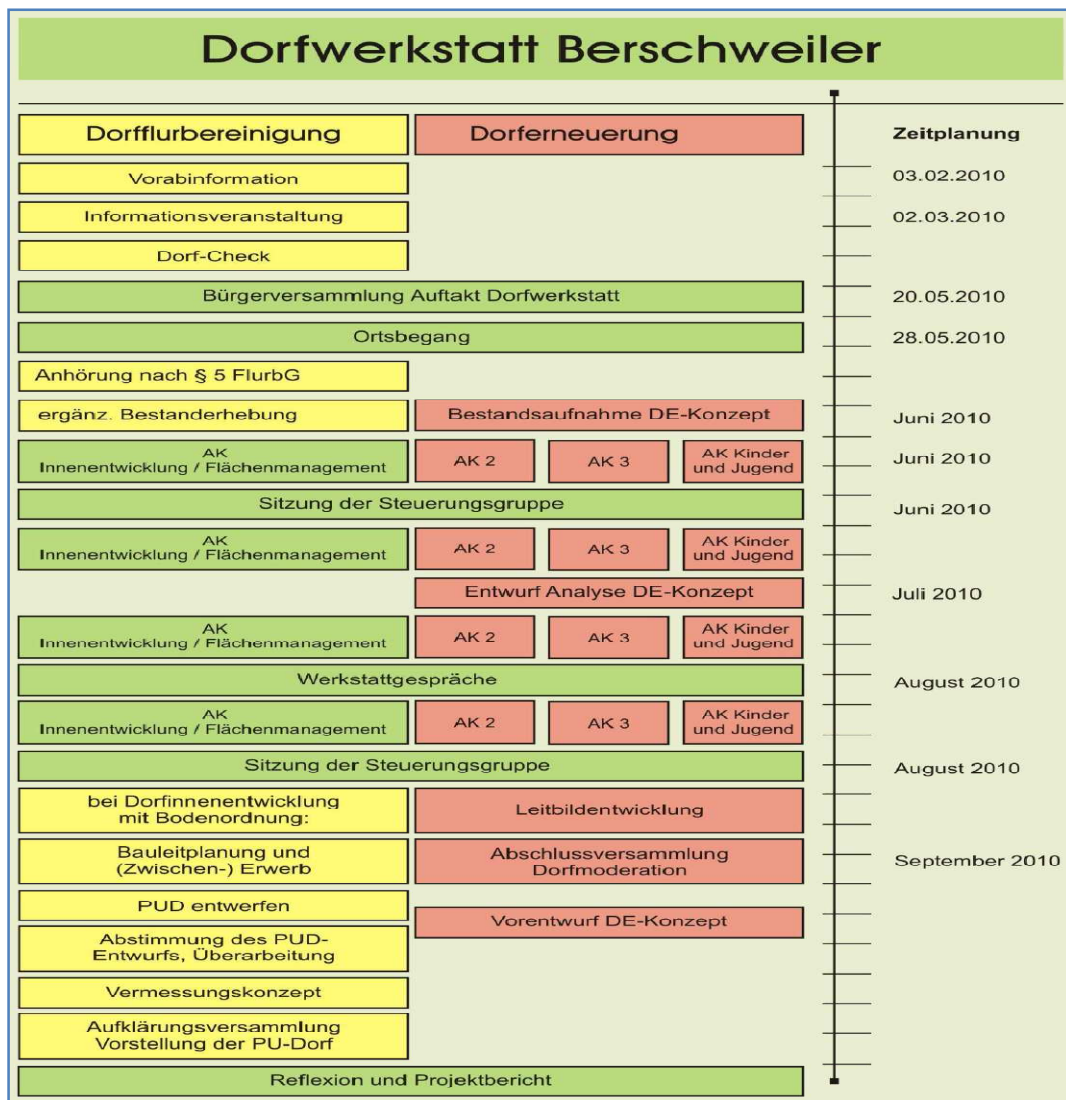 Dorfwerkstatt Berschweiler
Dorfflurbereinigung
Dorferneuerung
Zeitplanung
Vorabinformation
03.02.2010
Informationsveranstaltung
02.03.2010
Dorf-Check
Bürgerversammlung Auftakt Dorfwerkstatt
20.05.2010
Ortsbegang
28.05.2010
Anhörung nach § 5 FlurbG
ergänz. Bestanderhebung
Bestandsaufnahme DE-Konzept
Juni 2010
AK
Innenentwicklung / Flächenmanagement
AK 2
AK 3
AK Kinder
und Jugend
Juni 2010
Sitzung der Steuerungsgruppe
Juni 2010
AK
Innenentwicklung / Flächenmanagement
AK 2
AK 3
AK Kinder
und Jugend
Entwurf Analyse DE-Konzept
Juli 2010
AK
Innenentwicklung / Flächenmanagement
AK 2
AK 3
AK Kinder
und Jugend
Werkstattgespräche
August 2010
AK
Innenentwicklung / Flächenmanagement
AK 2
AK 3
AK Kinder
und Jugend
Sitzung der Steuerungsgruppe
August 2010
bei Dorfinnenentwicklung
mit Bodenordnung:
Leitbildentwicklung
Bauleitplanung und
(Zwischen-) Erwerb
Abschlussversammlung
Dorfmoderation
September 2010
PUD entwerfen
Vorentwurf DE-Konzept
Abstimmung des PUD-
Entwurfs, Überarbeitung
Vermessungskonzept
Aufklärungsversammlung
Vorstellung der PU-Dorf
Reflexion und Projektbericht